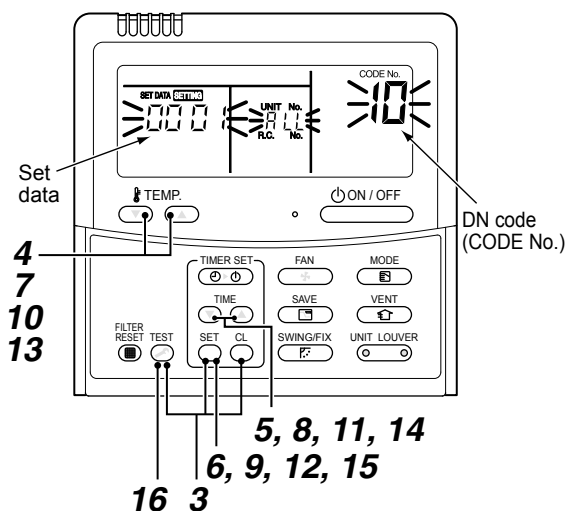 CODE No.
10
SET DATA SETTING
0001
UNIT No.
ALL
R.C. No.
Set
data
TEMP.
ON / OFF
DN code
(CODE No.)
4
7
10
13
TIMER SET
FAN
MODE
TIME
SAVE
VENT
FILTER
RESET
TEST
SET
CL
SWING/FIX
UNIT LOUVER
5, 8, 11, 14
6, 9, 12, 15
16
3